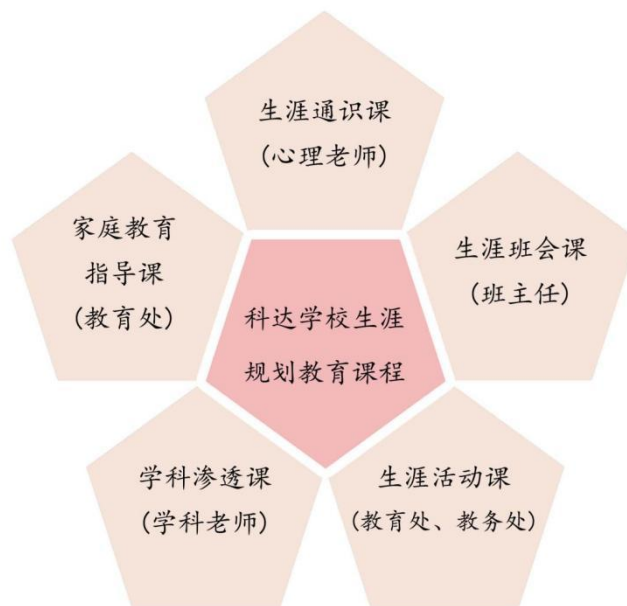 生涯通识课
(心理老师)
家庭教育
指导课
(教育处)
生涯班会课
(班主任)
科达学校生涯
规划教育课程
学科渗透课
(学科老师)
生涯活动课
(教育处、教务处)